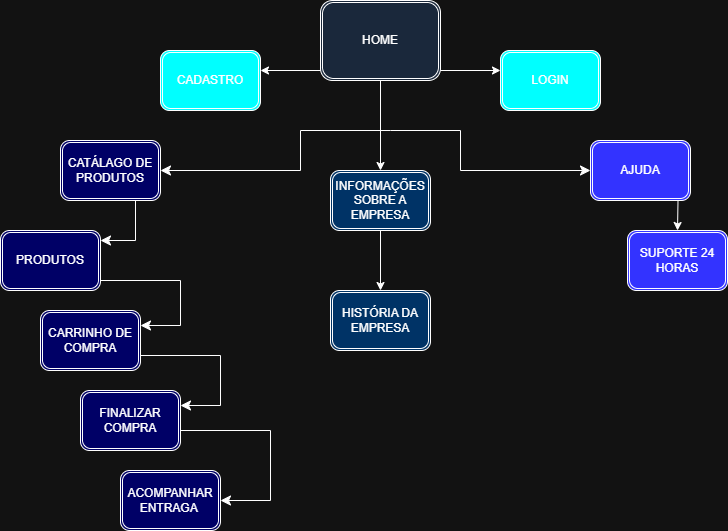 HOME
CADASTRO
LOGIN
CATÁLAGO DE
PRODUTOS
INFORMAÇÕES
SOBRE A
EMPRESA
AJUDA
PRODUTOS
SUPORTE 24
HORAS
HISTÓRIA DA
EMPRESA
CARRINHO DE
COMPRA
FINALIZAR
COMPRA
ACOMPANHAR
ENTRAGA